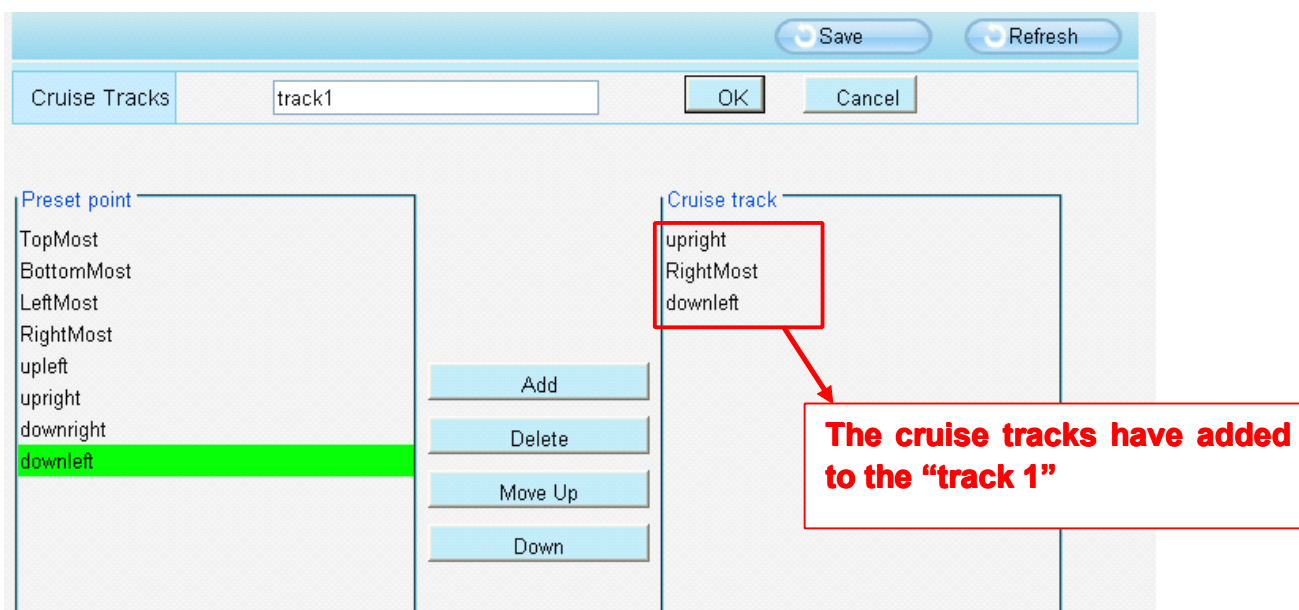 Save
Refresh
Cruise Tracks
track1
OK
Cancel
Preset point
TopMost
BottomMost
LeftMost
RightMost
upleft
upright
downright
downleft
Add
Delete
Move Up
Down
Cruise track
upright
RightMost
downleft
The cruise tracks have added
to the “track 1”